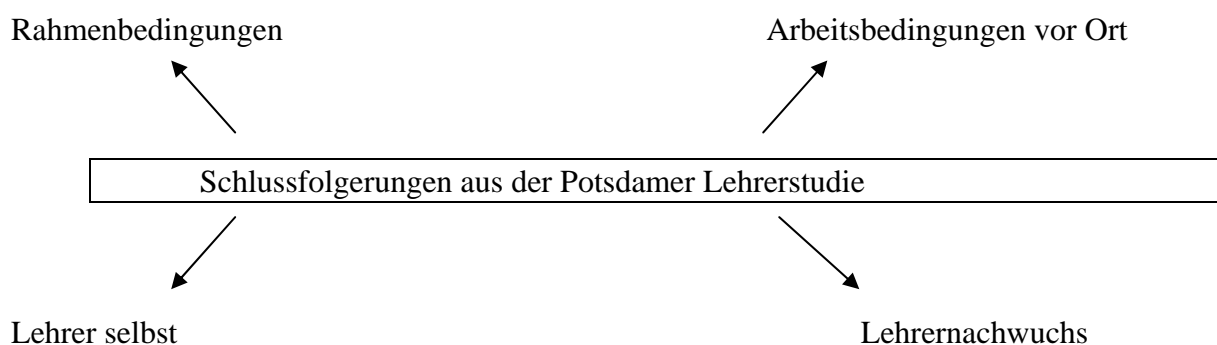 Rahmenbedingungen
Arbeitsbedingungen vor Ort
Schlussfolgerungen aus der Potsdamer Lehrerstudie
Lehrer selbst
Lehrernachwuchs